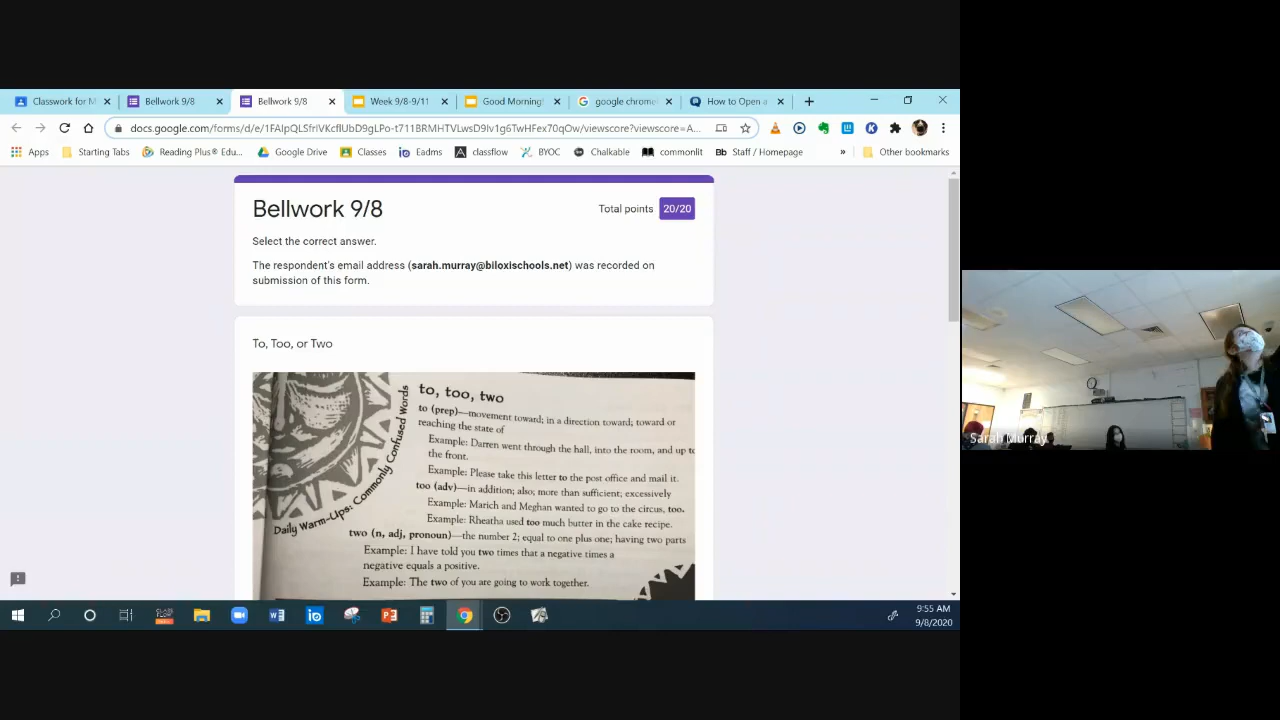 Classwork for M
Bellwork 9/8
Bellwork 9/8
Week 9/8-9/11
Good Morning!
google chrome
How to Open a
docs.google.com/forms/d/e/1FAIpQLSfrIVKcflUbD9gLPo-t711BRMHTVLwsD9Iv1g6TwHFex70qOw/viewscore?viewscore=A...
Apps
Starting Tabs
Reading Plus® Edu...
Google Drive
Classes
Eadms
classflow
BYOC
Chalkable
commonlit
Bb Staff / Homepage
»
Other bookmarks
Bellwork 9/8
Total points 20/20
Select the correct answer.
The respondent's email address (sarah.murray@biloxischools.net) was recorded on
submission of this form.
To, Too, or Two
Daily Warm-Ups: Commonly Confused Words
to, too, two
to (prep)—movement toward; in a direction toward; toward or
reaching the state of
Example: Darren went through the hall, into the room, and up to
the front.
Example: Please take this letter to the post office and mail it.
too (adv)—in addition; also; more than sufficient; excessively
Example: Marich and Meghan wanted to go to the circus, too.
Example: Rheatha used too much butter in the cake recipe.
two (n, adj, pronoun)—the number 2; equal to one plus one; having two parts
Example: I have told you two times that a negative times a
negative equals a positive.
Example: The two of you are going to work together.
9:55 AM
9/8/2020
Sarah Murray